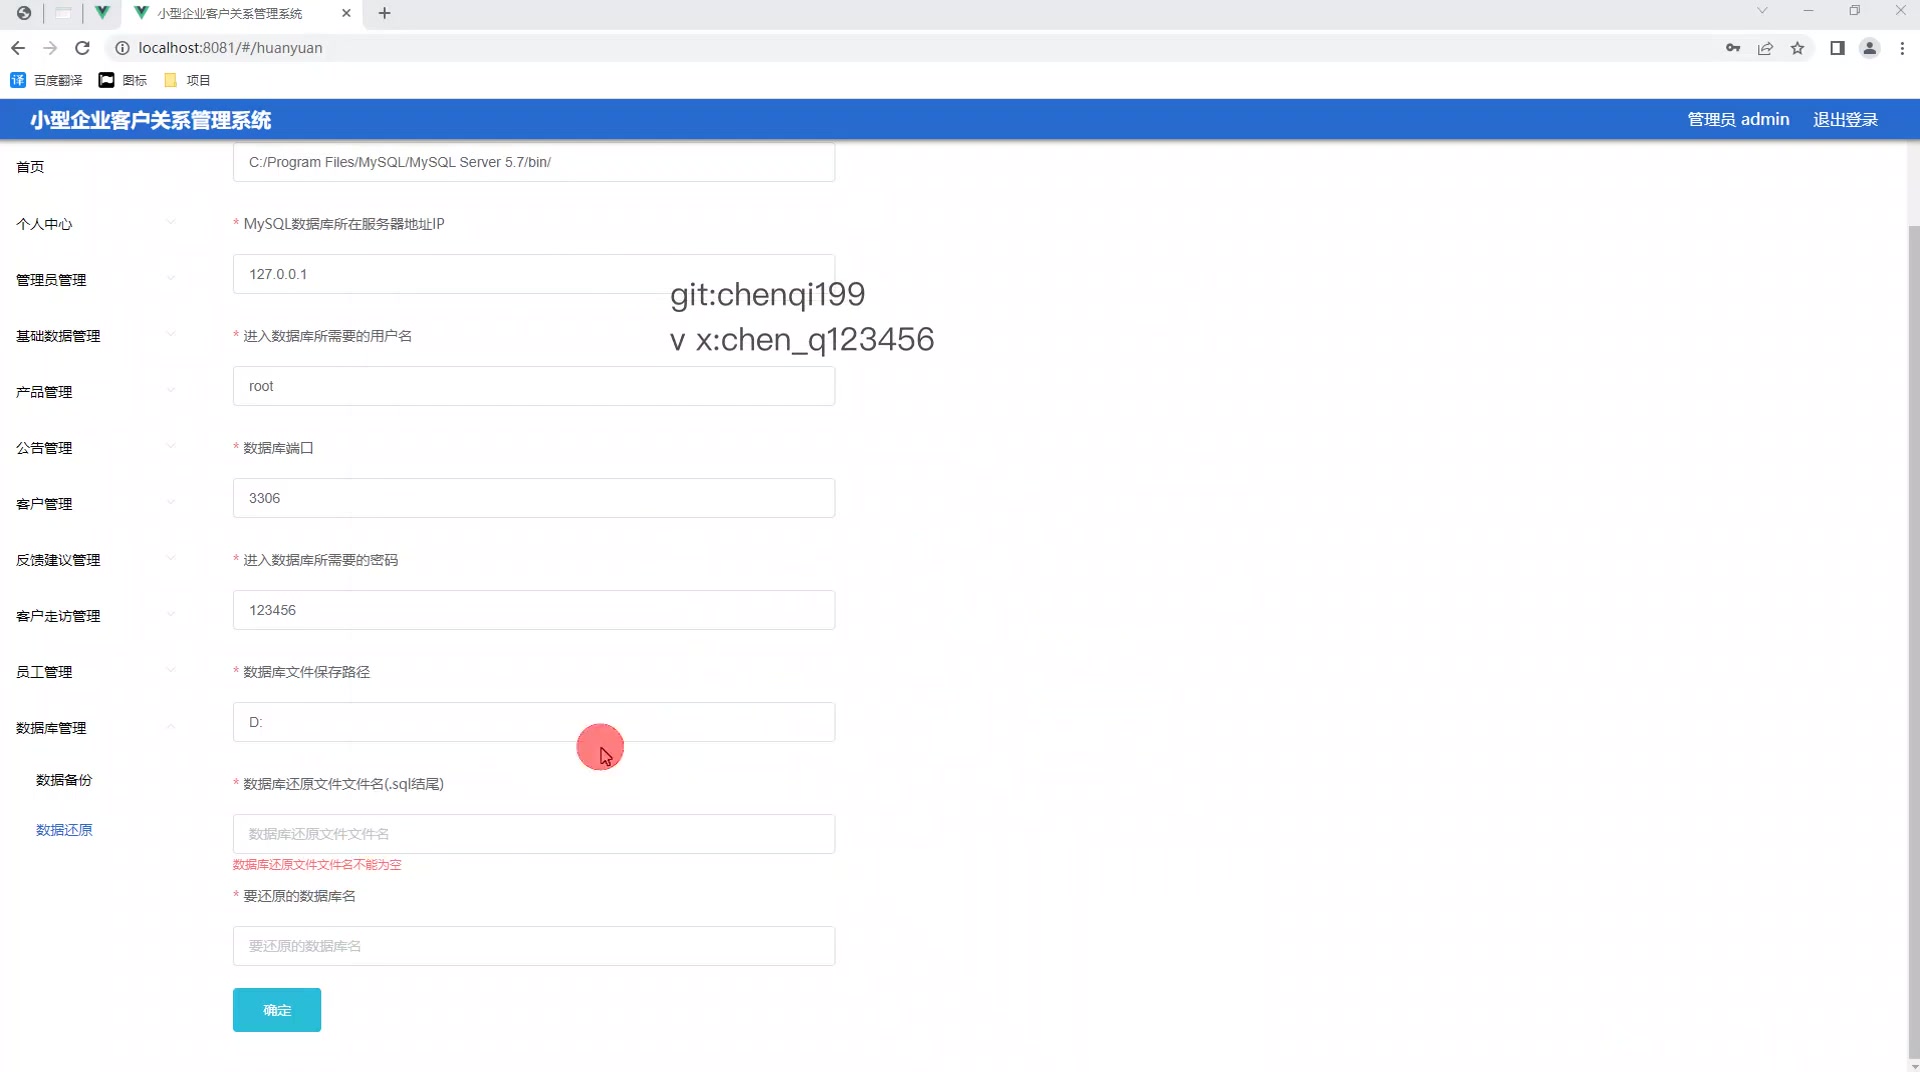 小型企业客户关系管理系统
localhost:8081/#/huanyuan
译 百度翻译 图标 项目
小型企业客户关系管理系统 管理员 admin 退出登录
首页
个人中心
管理员管理
基础数据管理
产品管理
公告管理
客户管理
反馈建议管理
客户走访管理
员工管理
数据库管理
数据备份
数据还原
C:/Program Files/MySQL/MySQL Server 5.7/bin/
* MySQL数据库所在服务器地址IP
127.0.0.1
git:chenqi199
v x:chen_q123456
* 进入数据库所需要的用户名
root
* 数据库端口
3306
* 进入数据库所需要的密码
123456
* 数据库文件保存路径
D:
* 数据库还原文件文件名(.sql结尾)
数据库还原文件文件名
数据库还原文件文件名不能为空
* 要还原的数据库名
要还原的数据库名
确定